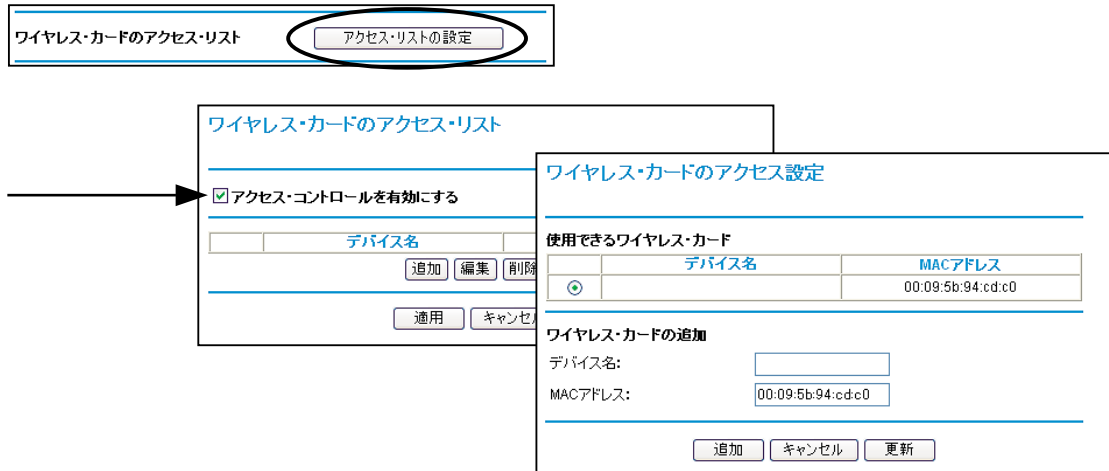 ワイヤレス・カードのアクセス・リスト アクセス・リストの設定
ワイヤレス・カードのアクセス・リスト
アクセス・コントロールを有効にする
デバイス名
追加 編集 削除
適用 キャンセル
ワイヤレス・カードのアクセス設定
使用できるワイヤレス・カード
デバイス名 MACアドレス
00:09:5b:94:cd:c0
ワイヤレス・カードの追加
デバイス名:
MACアドレス: 00:09:5b:94:cd:c0
追加 キャンセル 更新